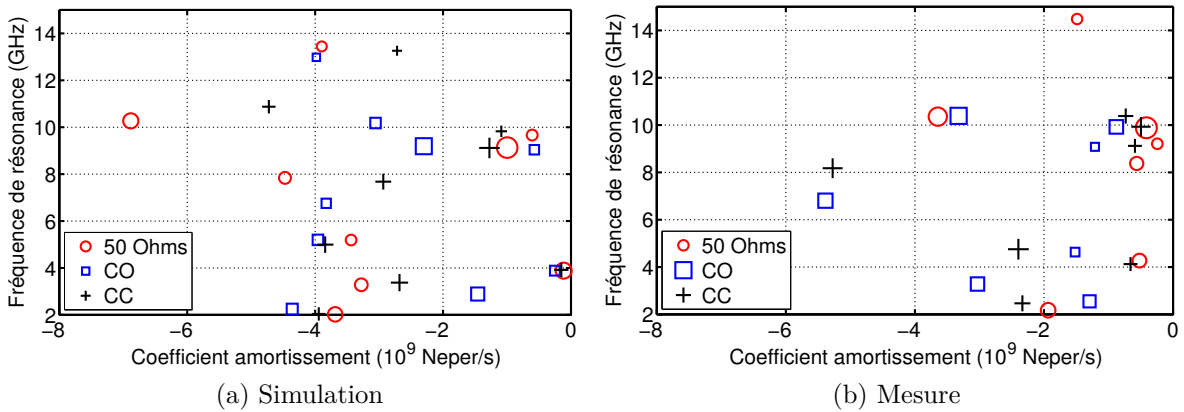 Fréquence de résonance (GHz)
14
12
10
8
6
4
2
50 Ohms
CO
CC
−8
−6
−4
−2
0
Coefficient amortissement (10⁹ Neper/s)
(a) Simulation
Fréquence de résonance (GHz)
14
12
10
8
6
4
2
50 Ohms
CO
CC
−8
−6
−4
−2
0
Coefficient amortissement (10⁹ Neper/s)
(b) Mesure